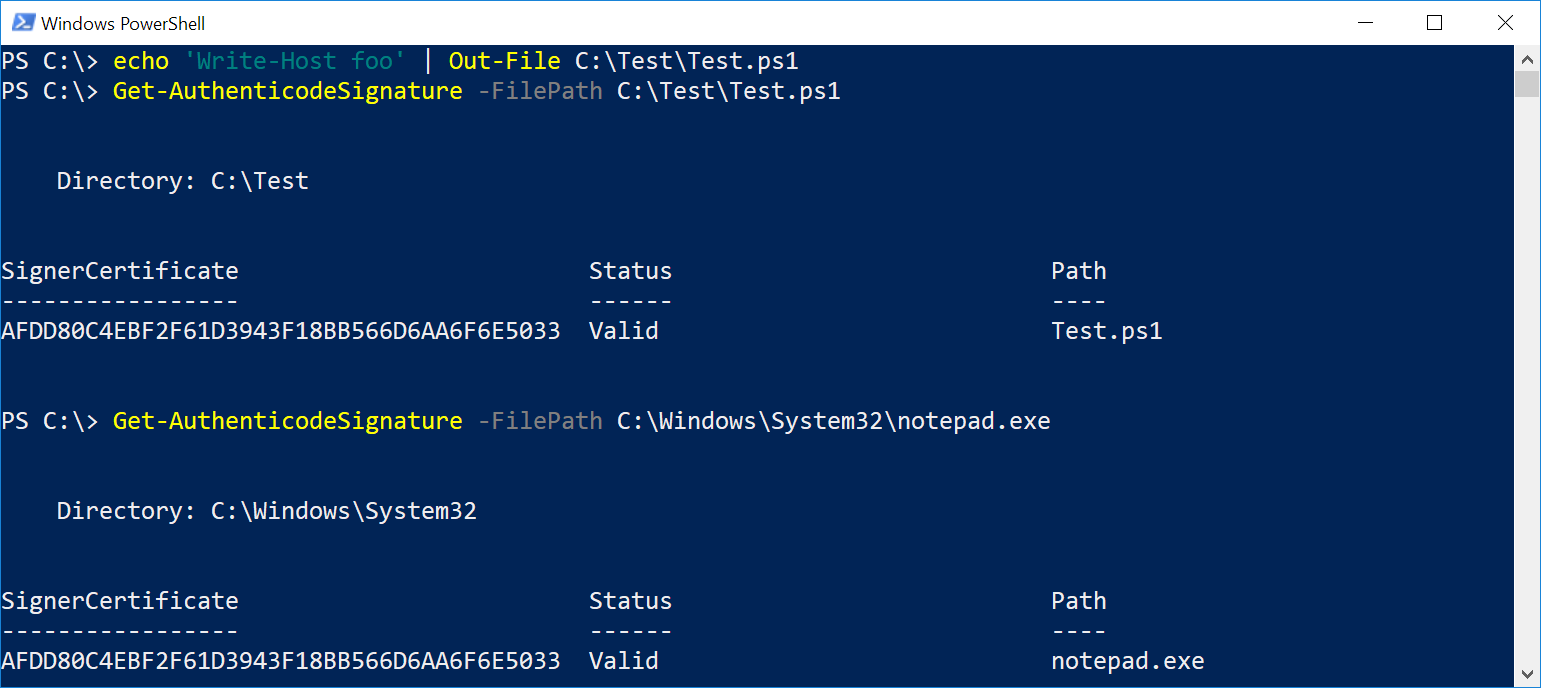 Windows PowerShell
PS C:\> echo 'Write-Host foo' | Out-File C:\Test\Test.ps1
PS C:\> Get-AuthenticodeSignature -FilePath C:\Test\Test.ps1
Directory: C:\Test
SignerCertificate Status Path
----------------- ------ ----
AFDD80C4EBF2F61D3943F18BB566D6AA6F6E5033 Valid Test.ps1
PS C:\> Get-AuthenticodeSignature -FilePath C:\Windows\System32\notepad.exe
Directory: C:\Windows\System32
SignerCertificate Status Path
----------------- ------ ----
AFDD80C4EBF2F61D3943F18BB566D6AA6F6E5033 Valid notepad.exe